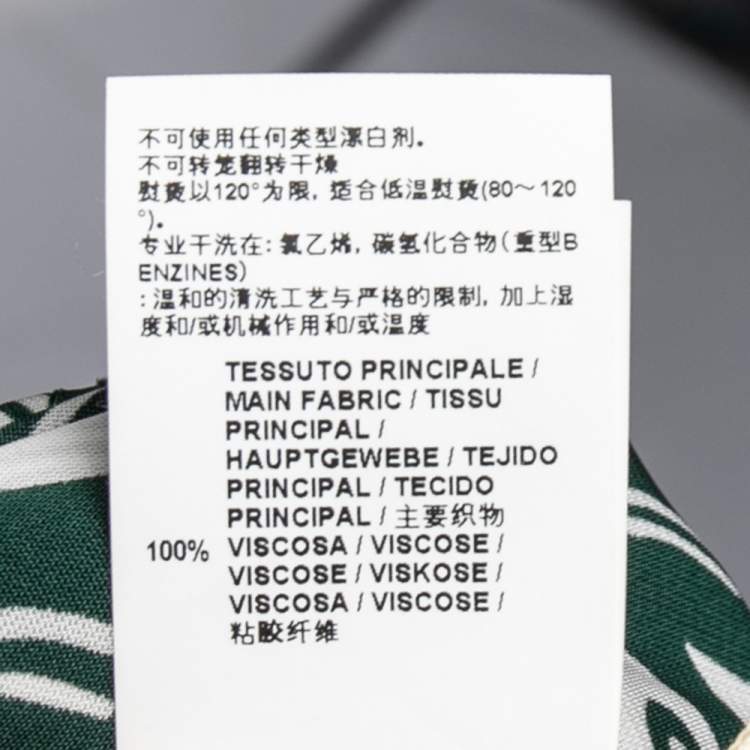 不可使用任何类型漂白剂。
不可转笼翻转干燥
熨烫以120°为限, 适合低温熨烫(80～120
°)。
专业干洗在: 氯乙烯, 碳氢化合物(重型B
ENZINES)
:温和的清洗工艺与严格的限制, 加上湿
度和/或机械作用和/或温度
TESSUTO PRINCIPALE /
MAIN FABRIC / TISSU
PRINCIPAL /
HAUPTGEWEBE / TEJIDO
PRINCIPAL / TECIDO
PRINCIPAL / 主要织物
100% VISCOSA / VISCOSE /
VISCOSE / VISKOSE /
VISCOSA / VISCOSE /
粘胶纤维